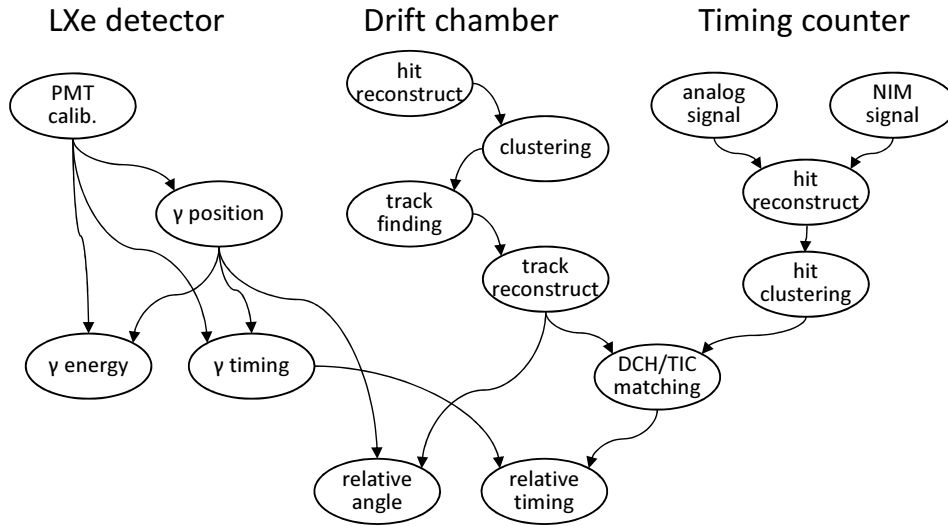 LXe detector
Drift chamber
Timing counter
PMT
calib.
γ position
γ energy
γ timing
hit
reconstruct
clustering
track
finding
track
reconstruct
analog
signal
NIM
signal
hit
reconstruct
hit
clustering
DCH/TIC
matching
relative
angle
relative
timing